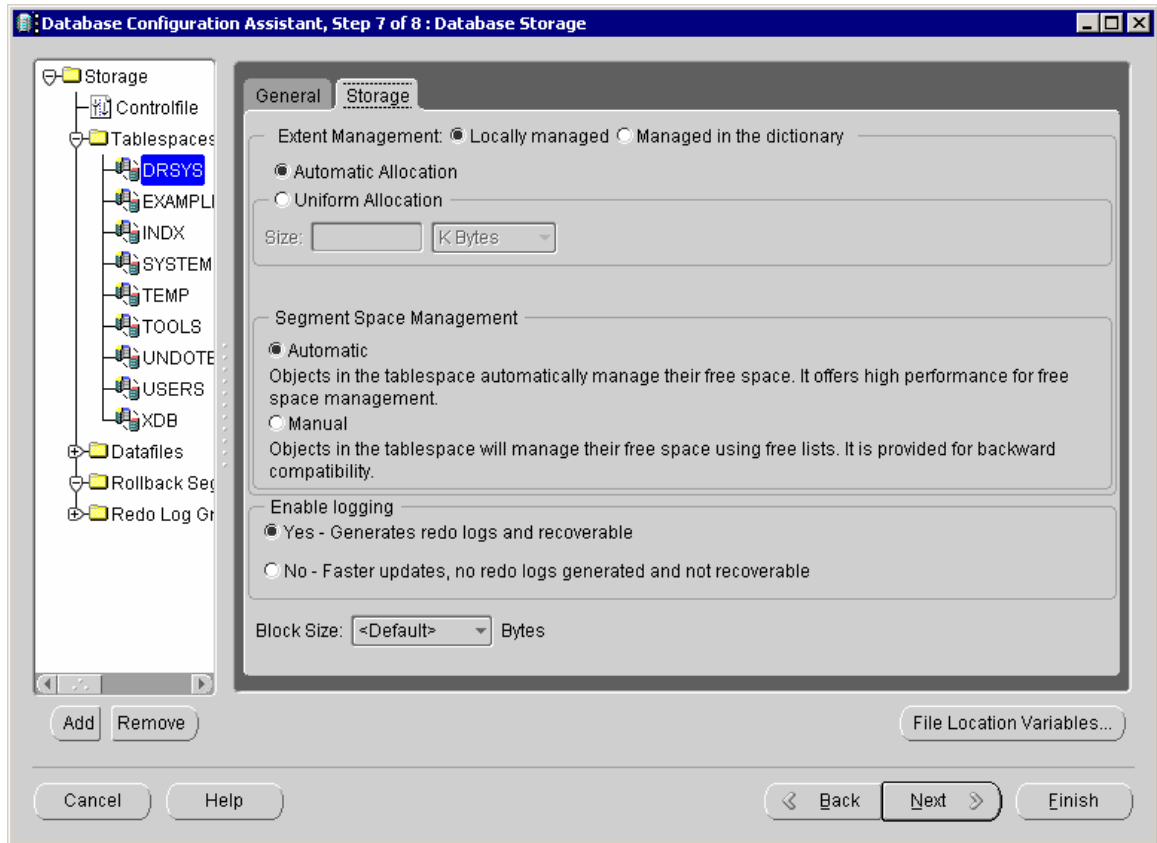 Database Configuration Assistant, Step 7 of 8 : Database Storage
Storage
Controlfile
Tablespaces
DRSYS
EXAMPLI
INDX
SYSTEM
TEMP
TOOLS
UNDOTE
USERS
XDB
Datafiles
Rollback Seg
Redo Log Gr
Add
Remove
General
Storage
Extent Management: Locally managed Managed in the dictionary
Automatic Allocation
Uniform Allocation
Size: K Bytes
Segment Space Management
Automatic
Objects in the tablespace automatically manage their free space. It offers high performance for free
space management.
Manual
Objects in the tablespace will manage their free space using free lists. It is provided for backward
compatibility.
Enable logging
Yes - Generates redo logs and recoverable
No - Faster updates, no redo logs generated and not recoverable
Block Size: <Default> Bytes
File Location Variables...
Cancel
Help
Back
Next
Finish